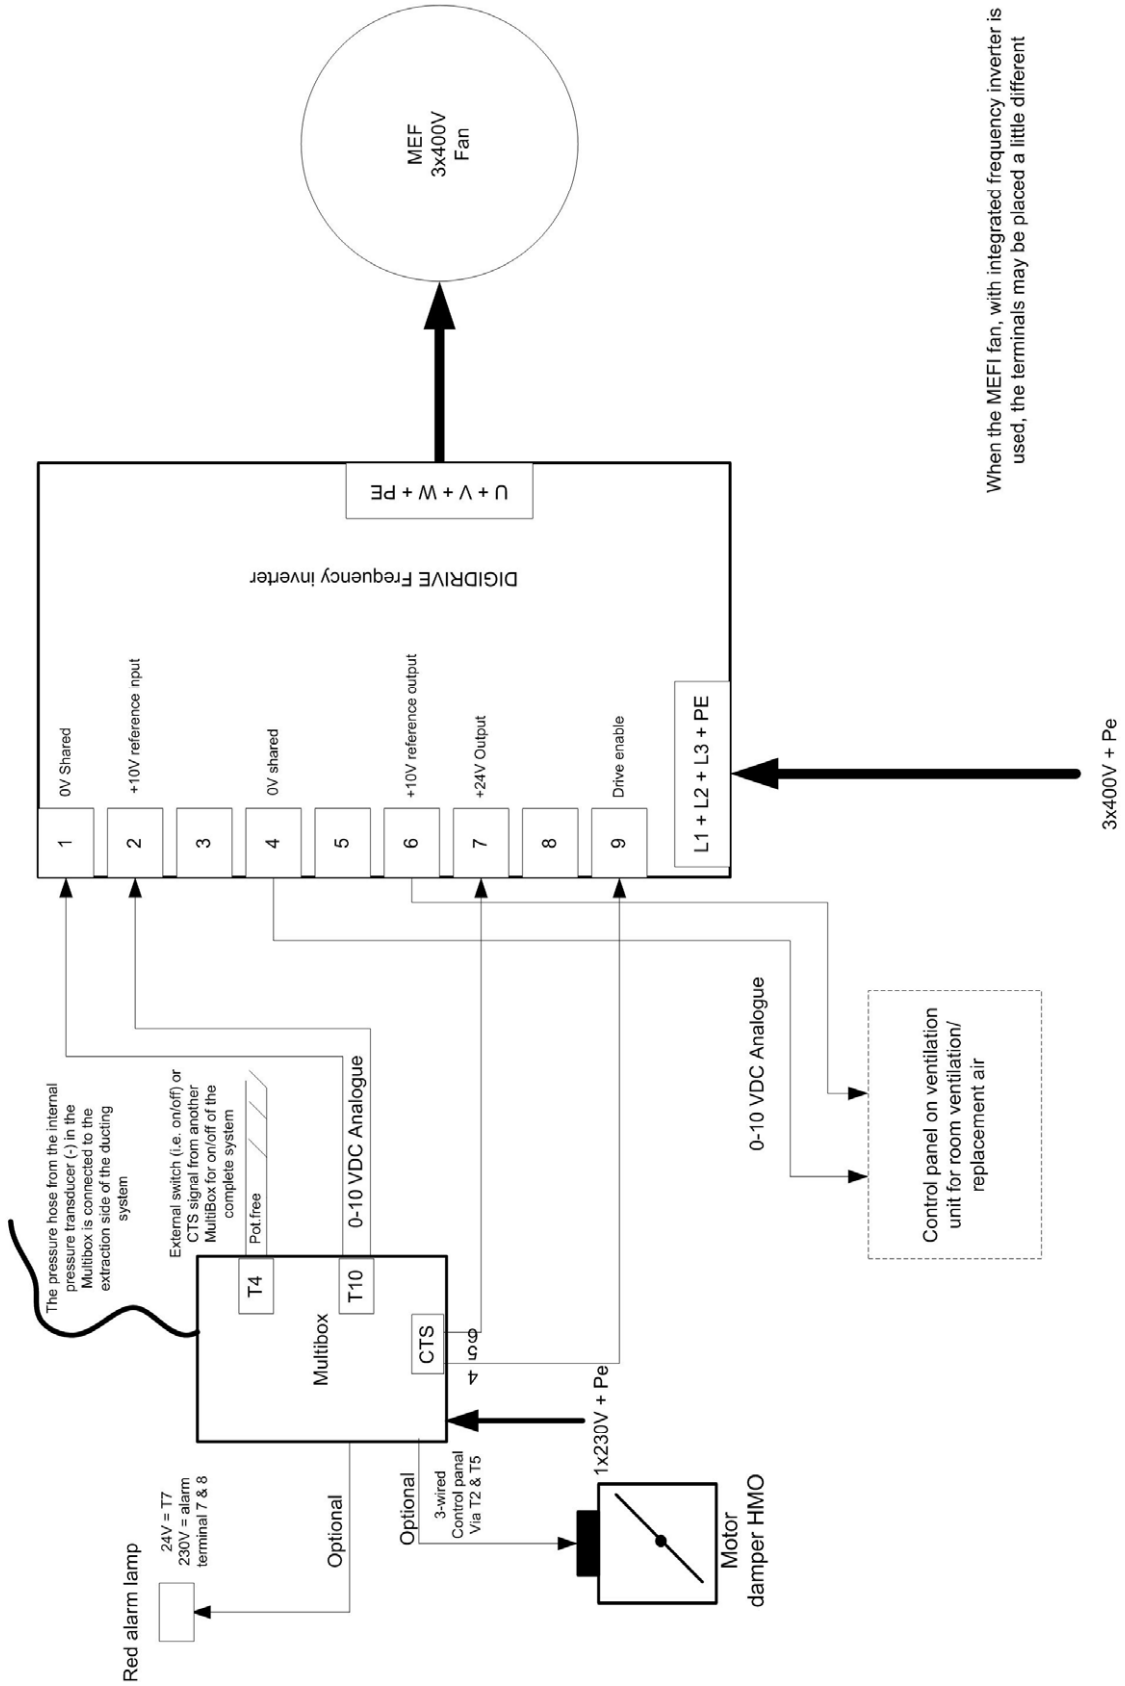 Red alarm lamp
24V = T7
230V = alarm
terminal 7 & 8
Optional
Optional
3-wired
Control panal
Via T2 & T5
Motor
damper HMO
The pressure hose from the internal
pressure transducer (-) in the
Multibox is connected to the
extraction side of the ducting
system
External switch (i.e. on/off) or
CTS signal from another
MultiBox for on/off of the
complete system
Pot.free
T4
T10
Multibox
CTS
4 5 6
1x230V + Pe
0-10 VDC Analogue
0-10 VDC Analogue
Control panel on ventilation
unit for room ventilation/
replacement air
1
0V Shared
2
+10V reference input
3
4
0V shared
5
6
+10V reference output
7
+24V Output
8
9
Drive enable
L1 + L2 + L3 + PE
3x400V + Pe
DIGIDRIVE Frequency inverter
U + V + W + PE
MEF
3x400V
Fan
When the MEFI fan, with integrated frequency inverter is
used, the terminals may be placed a little different